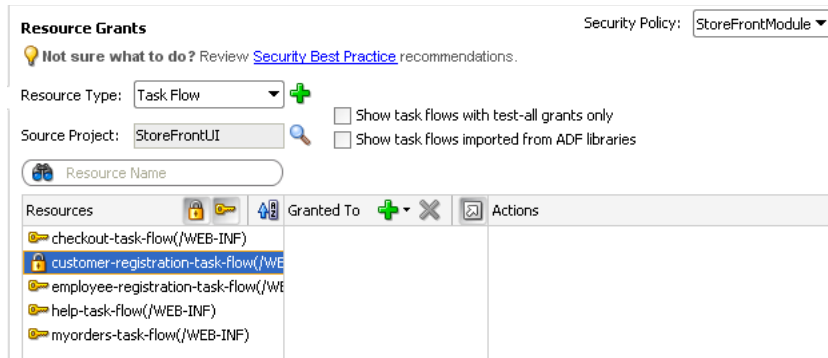 Resource Grants
Security Policy: StoreFrontModule
Not sure what to do? Review Security Best Practice recommendations.
Resource Type: Task Flow
Show task flows with test-all grants only
Source Project: StoreFrontUI
Show task flows imported from ADF libraries
Resource Name
Resources Granted To Actions
checkout-task-flow(/WEB-INF)
customer-registration-task-flow(/WE
employee-registration-task-flow(/WE
help-task-flow(/WEB-INF)
myorders-task-flow(/WEB-INF)